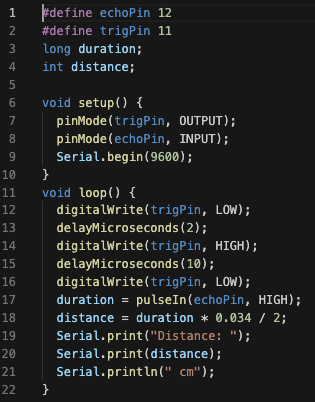 1 #define echoPin 12
2 #define trigPin 11
3 long duration;
4 int distance;
5
6 void setup() {
7   pinMode(trigPin, OUTPUT);
8   pinMode(echoPin, INPUT);
9   Serial.begin(9600);
10 }
11 void loop() {
12   digitalWrite(trigPin, LOW);
13   delayMicroseconds(2);
14   digitalWrite(trigPin, HIGH);
15   delayMicroseconds(10);
16   digitalWrite(trigPin, LOW);
17   duration = pulseIn(echoPin, HIGH);
18   distance = duration * 0.034 / 2;
19   Serial.print("Distance: ");
20   Serial.print(distance);
21   Serial.println(" cm");
22 }